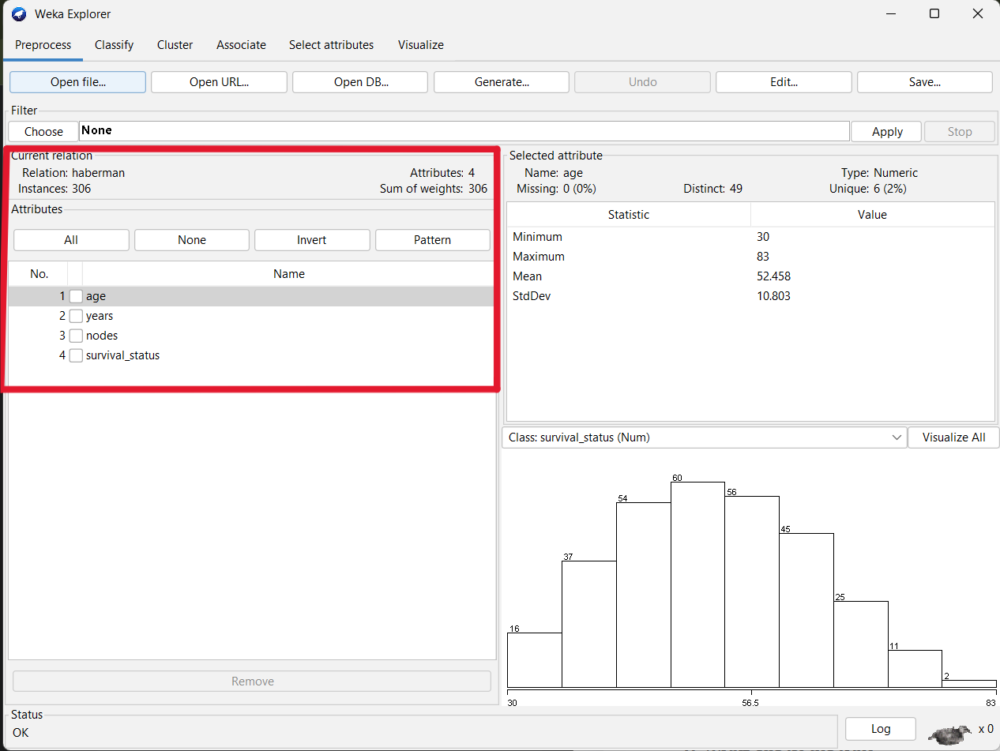 Weka Explorer
Preprocess Classify Cluster Associate Select attributes Visualize
Open file... Open URL... Open DB... Generate... Undo Edit... Save...
Filter
Choose None Apply Stop
Current relation
Relation: haberman Attributes: 4
Instances: 306 Sum of weights: 306
Attributes
All None Invert Pattern
No. Name
1 age
2 years
3 nodes
4 survival_status
Remove
Selected attribute
Name: age Type: Numeric
Missing: 0 (0%) Distinct: 49 Unique: 6 (2%)
Statistic Value
Minimum 30
Maximum 83
Mean 52.458
StdDev 10.803
Class: survival_status (Num) Visualize All
16 37 54 60 56 45 25 11 2
30 56.5 83
Status
OK
Log x 0